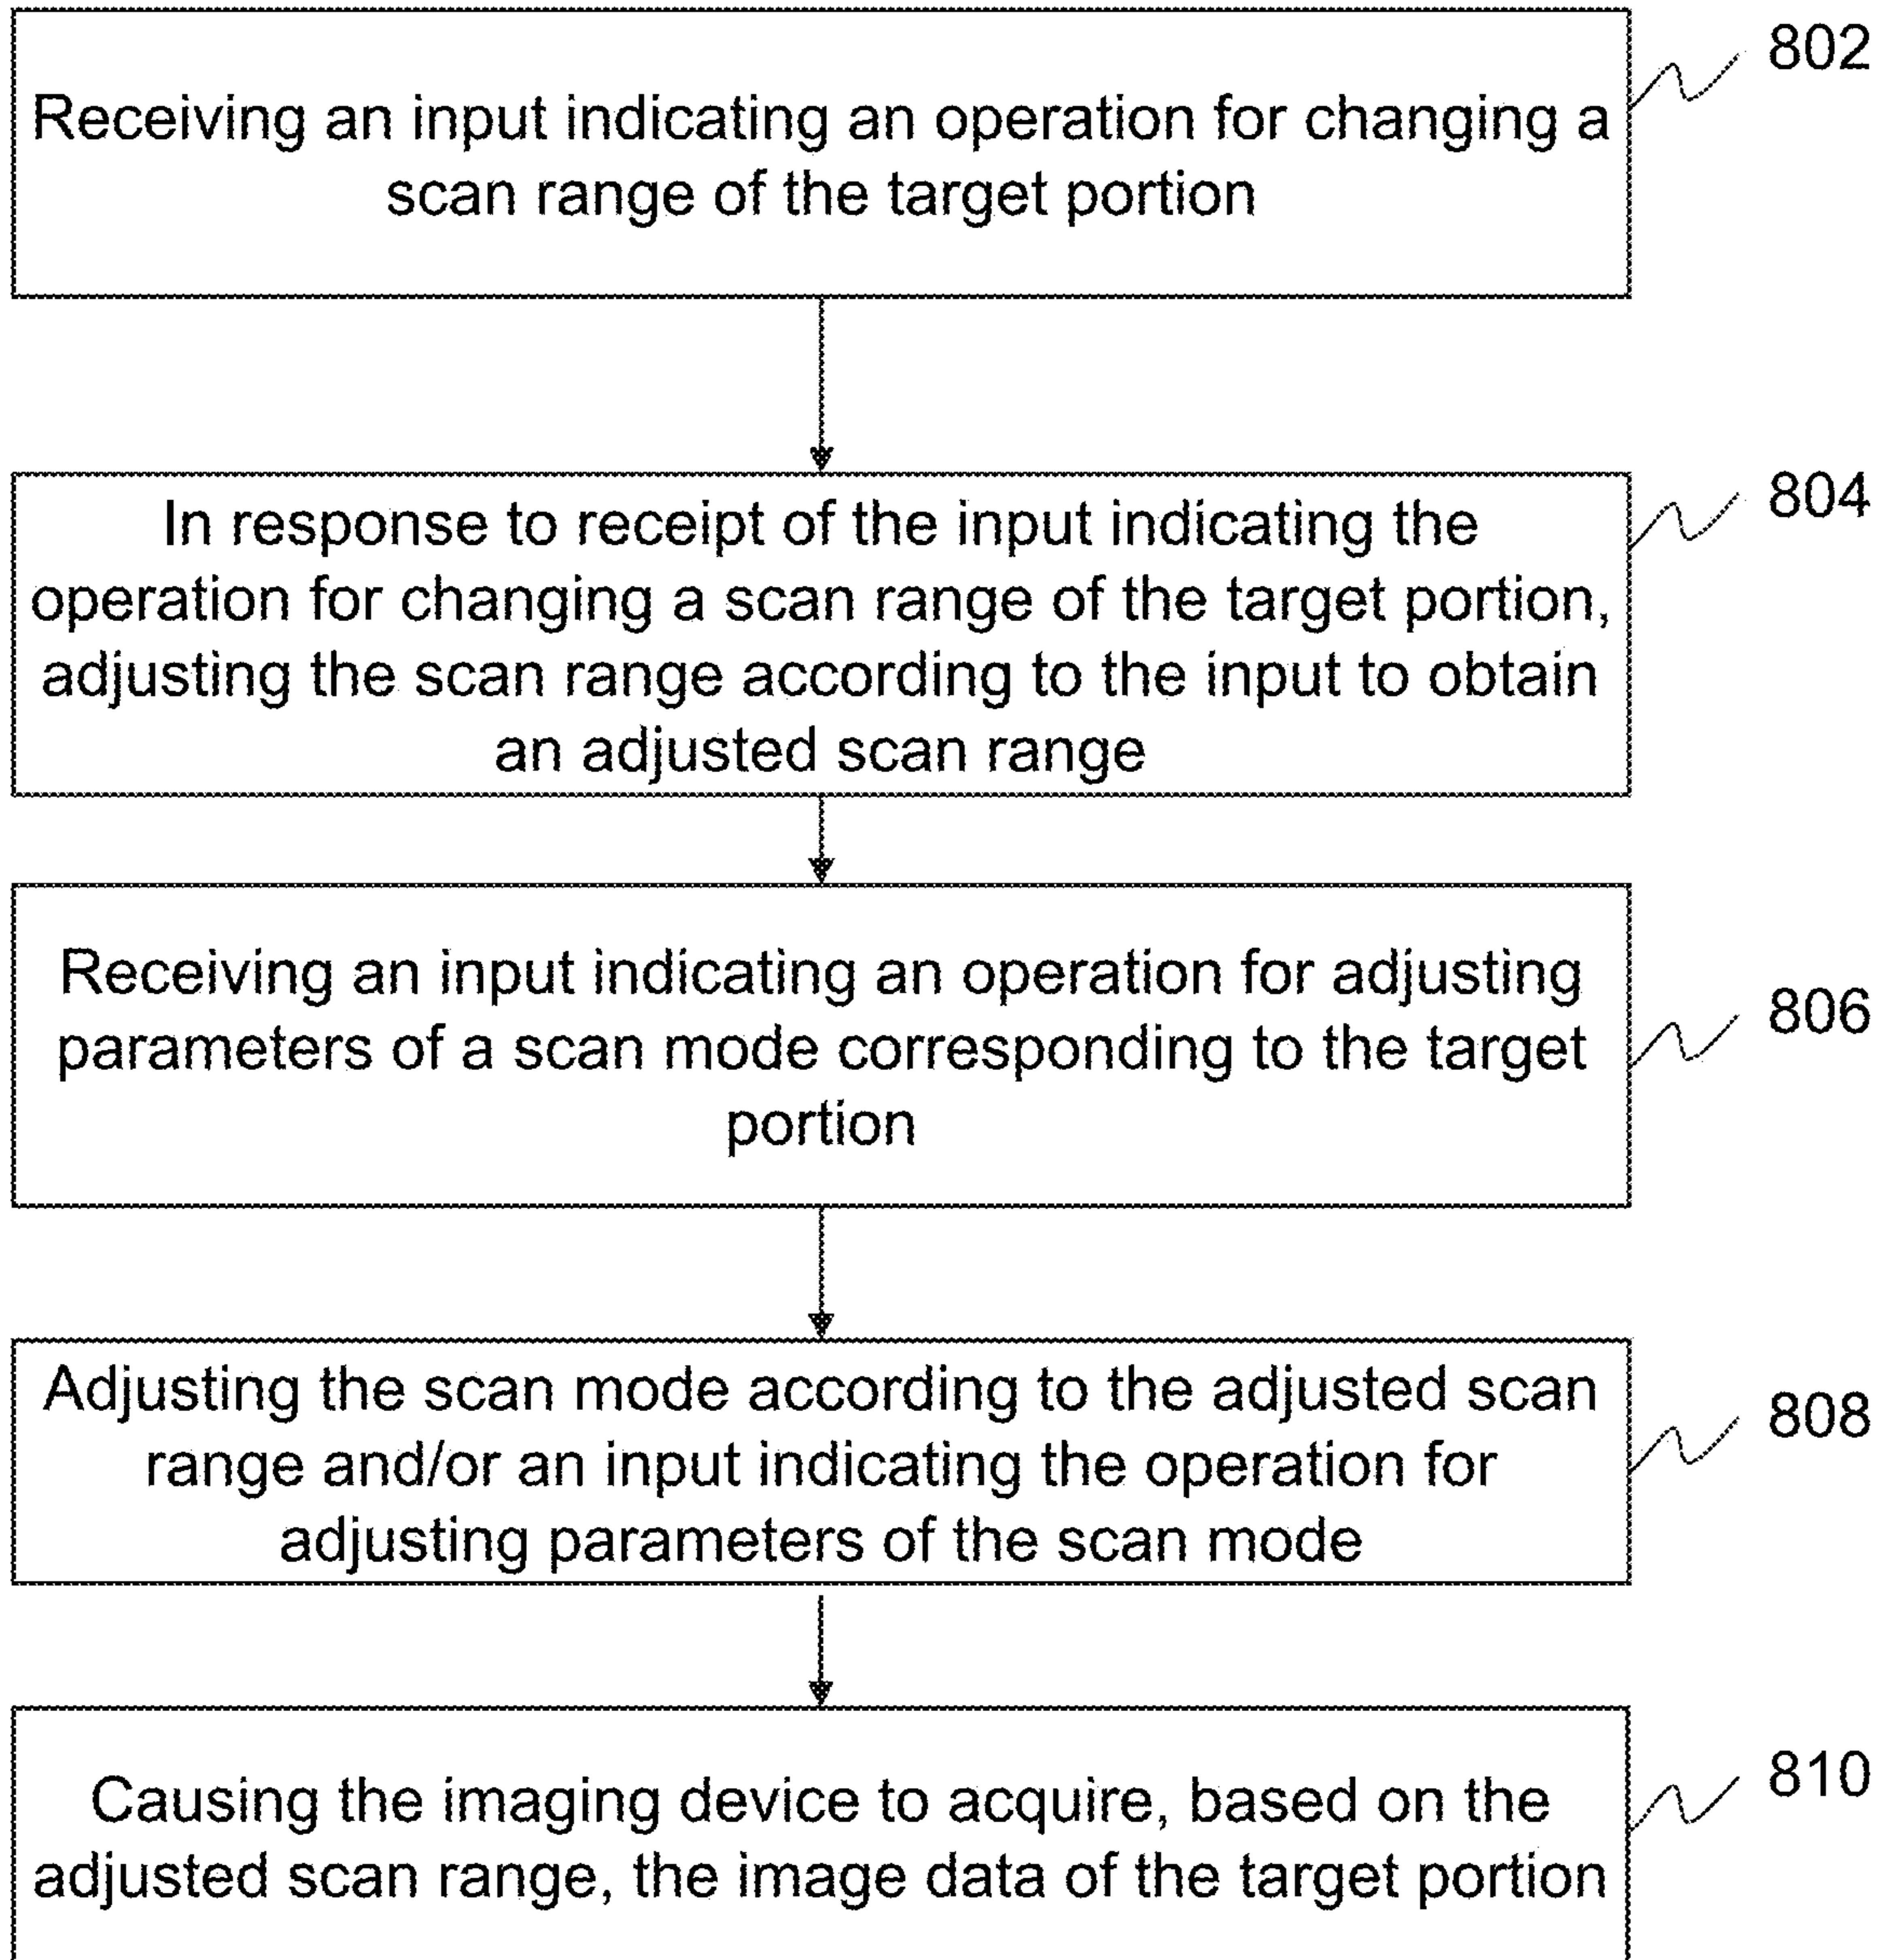 802
Receiving an input indicating an operation for changing a
scan range of the target portion
804
In response to receipt of the input indicating the
operation for changing a scan range of the target portion,
adjusting the scan range according to the input to obtain
an adjusted scan range
806
Receiving an input indicating an operation for adjusting
parameters of a scan mode corresponding to the target
portion
808
Adjusting the scan mode according to the adjusted scan
range and/or an input indicating the operation for
adjusting parameters of the scan mode
810
Causing the imaging device to acquire, based on the
adjusted scan range, the image data of the target portion